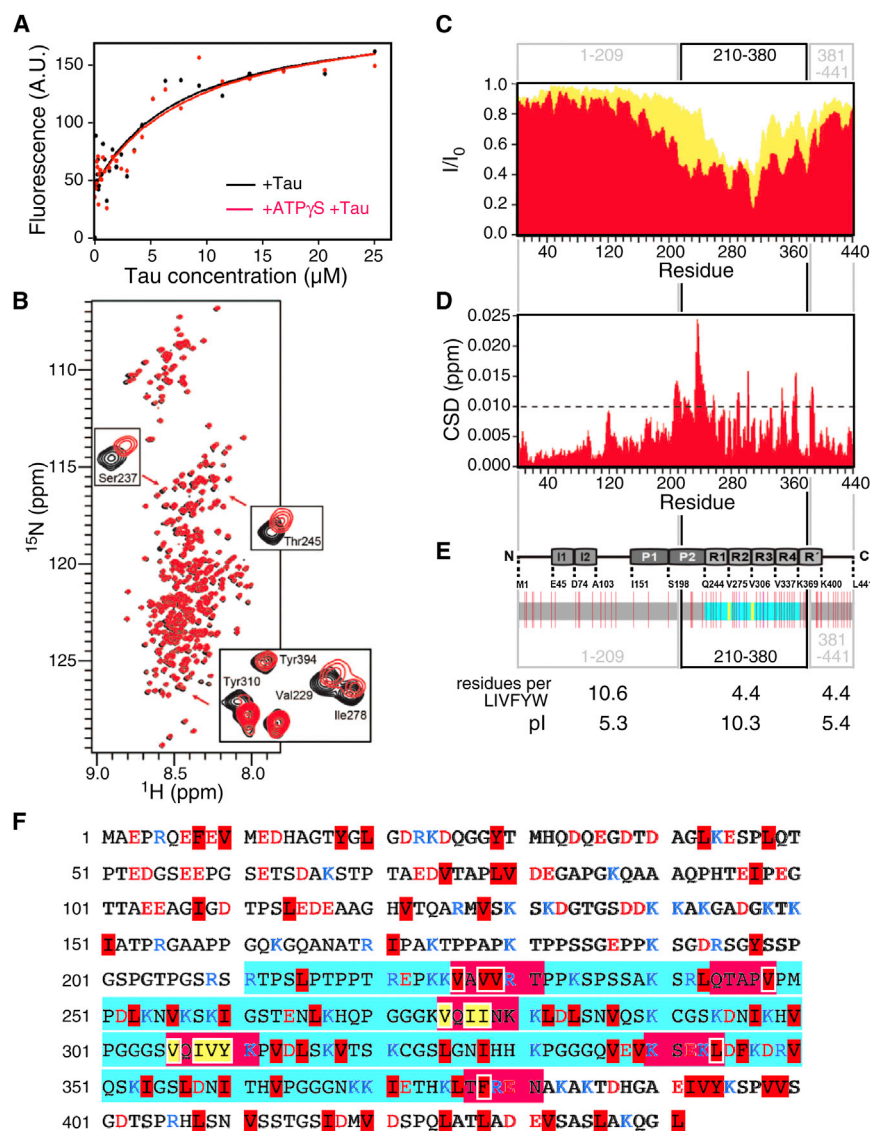 A
Fluorescence (A.U.)
150
100
50
0
0 5 10 15 20 25
+Tau
+ATPγS +Tau
Tau concentration (µM)
B
15N (ppm)
110
115
120
125
Ser237
Thr245
Tyr394
Tyr310
Val229
Ile278
9.0 8.5 8.0
1H (ppm)
C
1-209 210-380 381-441
I/I0
1.0
0.8
0.6
0.4
0.2
0.0
40 120 200 280 360 440
Residue
D
CSD (ppm)
0.025
0.020
0.015
0.010
0.005
0.000
40 120 200 280 360 440
Residue
E
N I1 I2 P1 P2 R1 R2 R3 R4 R' C
M1 E45 D74 A103 I151 S198 Q244 V275 V306 V337 K369 K400 L441
1-209 210-380 381-441
residues per LIVFYW 10.6 4.4 4.4
pI 5.3 10.3 5.4
F
1 MAEPRQEFEV MEDHAGTYGL GDRKDQGGYT MHQDQEGDTD AGLKESPLQT
51 PTEDGSEEPG SETSDAKSTP TAEDVTAPLV DEGAPGKQAA AQPHTEIPEG
101 TTAEEAGIGD TPSLEDEAAG HVTQARMVSK SKDGTGSDDK KAKGADGKTK
151 IATPRGAAPP GQKGQANATR IPAKTPPAPK TPPSSGEPPK SGDRSGYSSP
201 GSPGTPGSRS RTPSLPTPPT REPKKVAVVR TPPKSPSSAK SRLQTAPVPM
251 PDLKNVKSKI GSTENLKHQP GGGKVQIINK KLDLSNVQSK CGSKDNIKHV
301 PGGGSVQIVY KPVDLSKVTS KCGSLGNIHH KPGGGQVEVK SEKLDFKDRV
351 QSKIGSLDNI THVPGGGNKK IETHKLTFRE NAKAKTDHGA EIVYKSPVVS
401 GDTSPRHLSN VSSTGSIDMV DSPQLATLAD EVSASLAKQG L